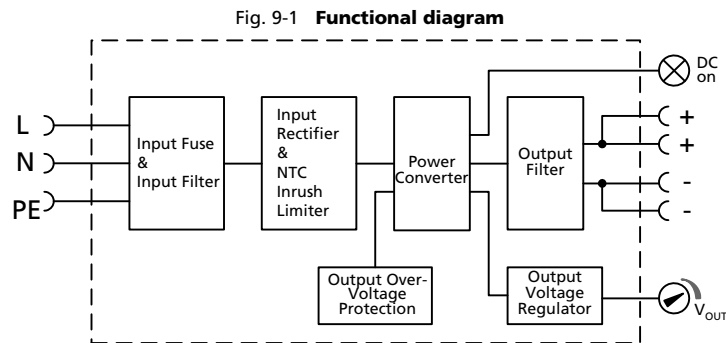 Fig. 9-1 Functional diagram
L
N
PE
Input Fuse
&
Input Filter
Input
Rectifier
&
NTC
Inrush
Limiter
Power
Converter
Output
Filter
DC
on
+
+
-
-
Output Over-
Voltage
Protection
Output
Voltage
Regulator
VOUT